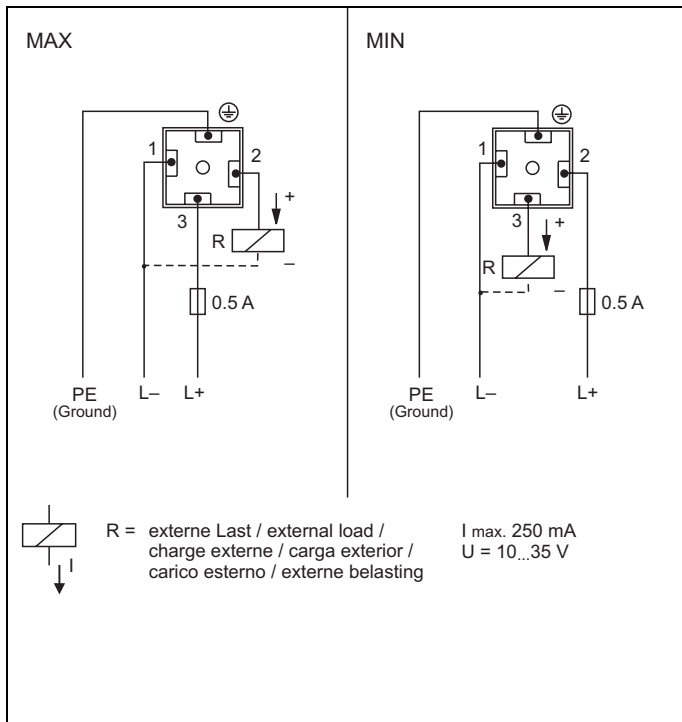 MAX
1
2
3
+
R
–
0.5 A
PE
(Ground)
L–
L+
MIN
1
2
3
+
R
–
0.5 A
PE
(Ground)
L–
L+
I
R = externe Last / external load /
charge externe / carga exterior /
carico esterno / externe belasting
I max. 250 mA
U = 10...35 V